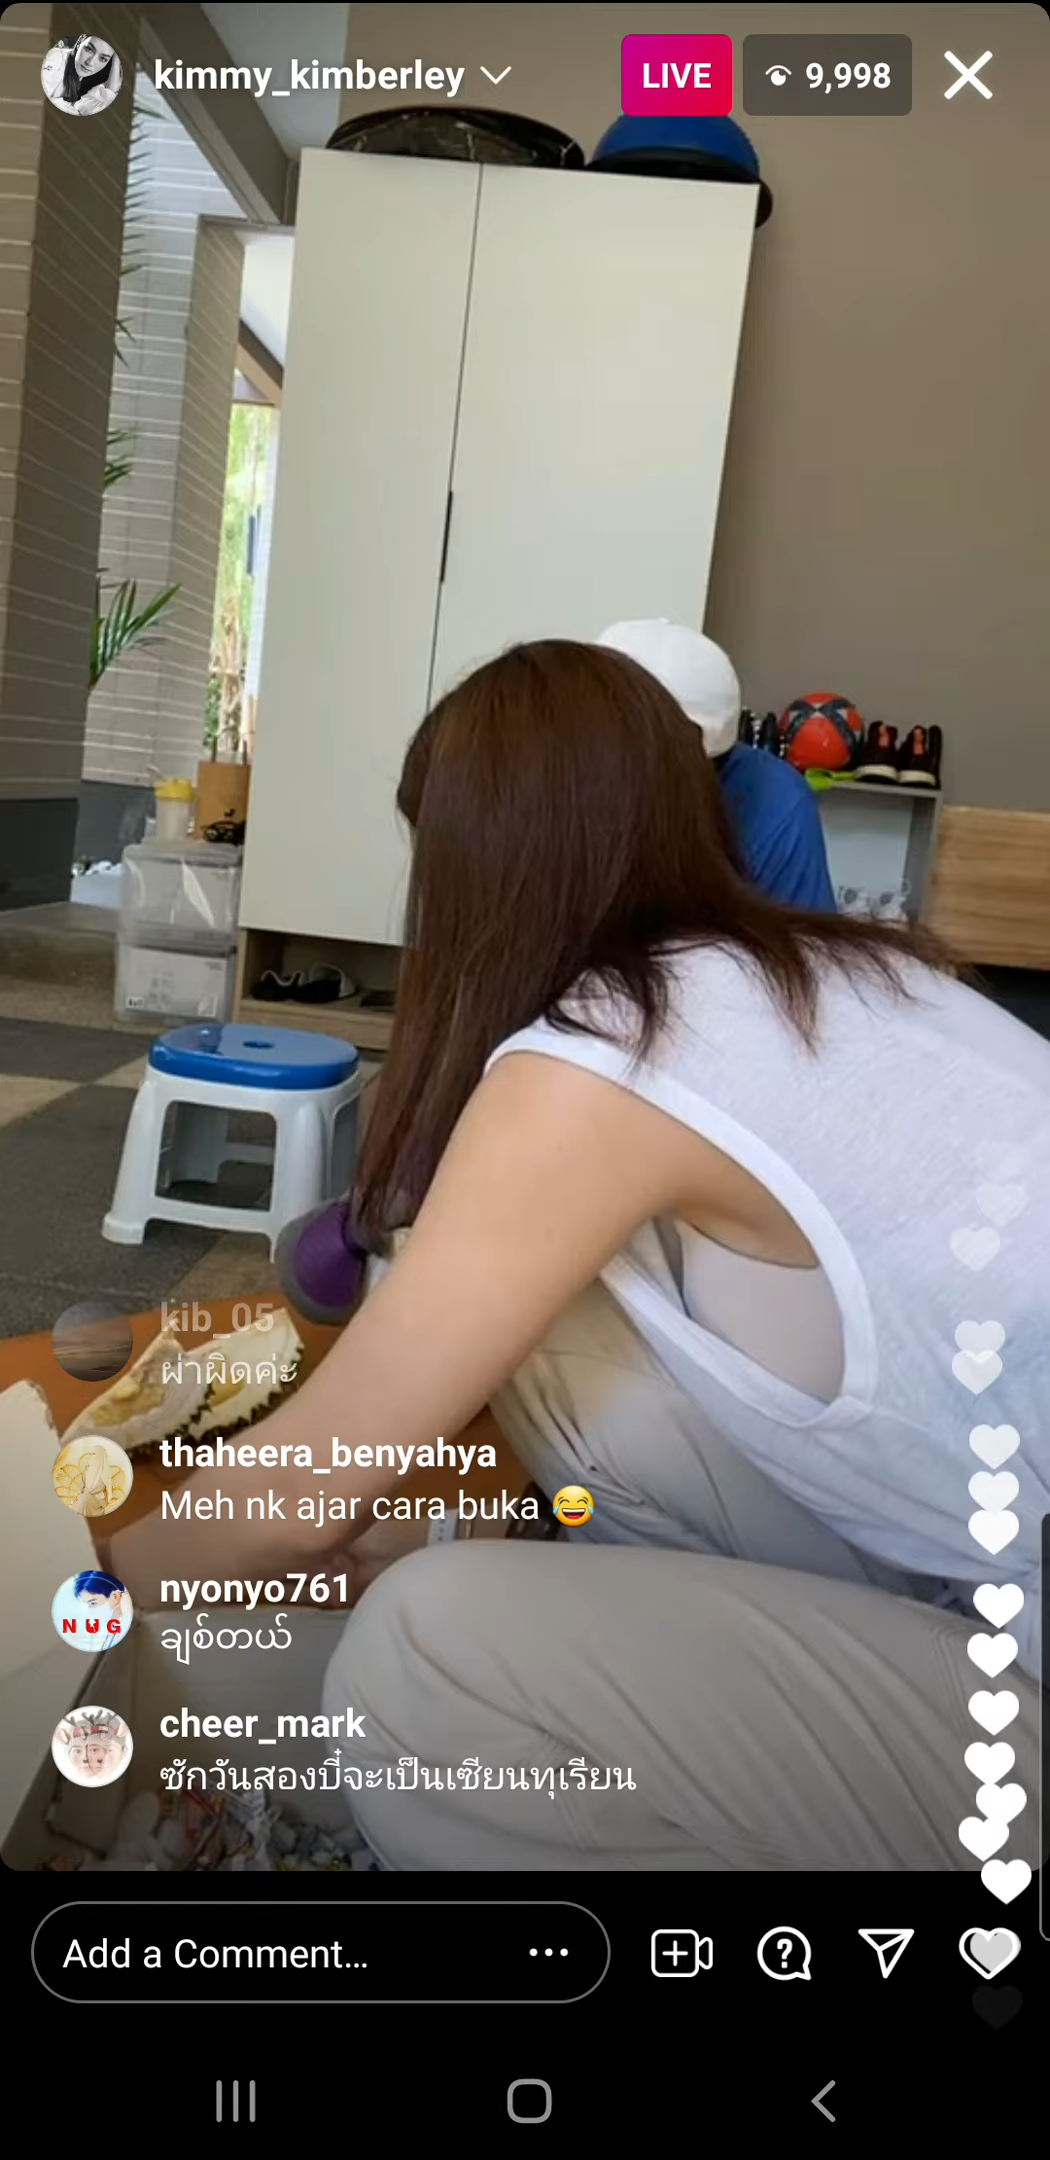 kimmy_kimberley
LIVE
9,998
kib_05
ผ่าผิดค่ะ
thaheera_benyahya
Meh nk ajar cara buka 😂
NUG
nyonyo761
ချစ်တယ်
cheer_mark
ซักวันสองบี๋จะเป็นเซียนทุเรียน
Add a Comment...